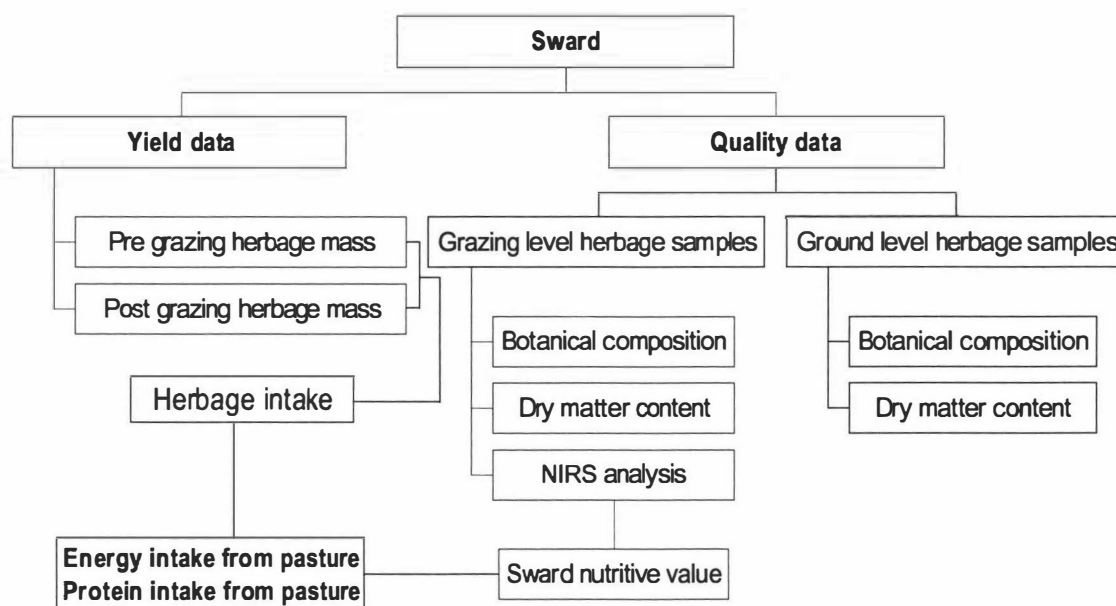 Sward
Yield data
Quality data
Pre grazing herbage mass
Post grazing herbage mass
Herbage intake
Grazing level herbage samples
Botanical composition
Dry matter content
NIRS analysis
Ground level herbage samples
Botanical composition
Dry matter content
Energy intake from pasture
Protein intake from pasture
Sward nutritive value